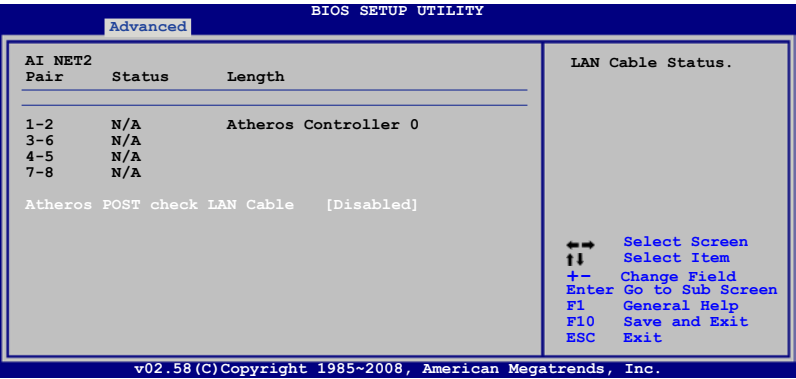 BIOS SETUP UTILITY
Advanced
AI NET2
Pair Status Length
1-2 N/A Atheros Controller 0
3-6 N/A
4-5 N/A
7-8 N/A
Atheros POST check LAN Cable [Disabled]
LAN Cable Status.
←→ Select Screen
↑↓ Select Item
+- Change Field
Enter Go to Sub Screen
F1 General Help
F10 Save and Exit
ESC Exit
v02.58(C)Copyright 1985~2008, American Megatrends, Inc.